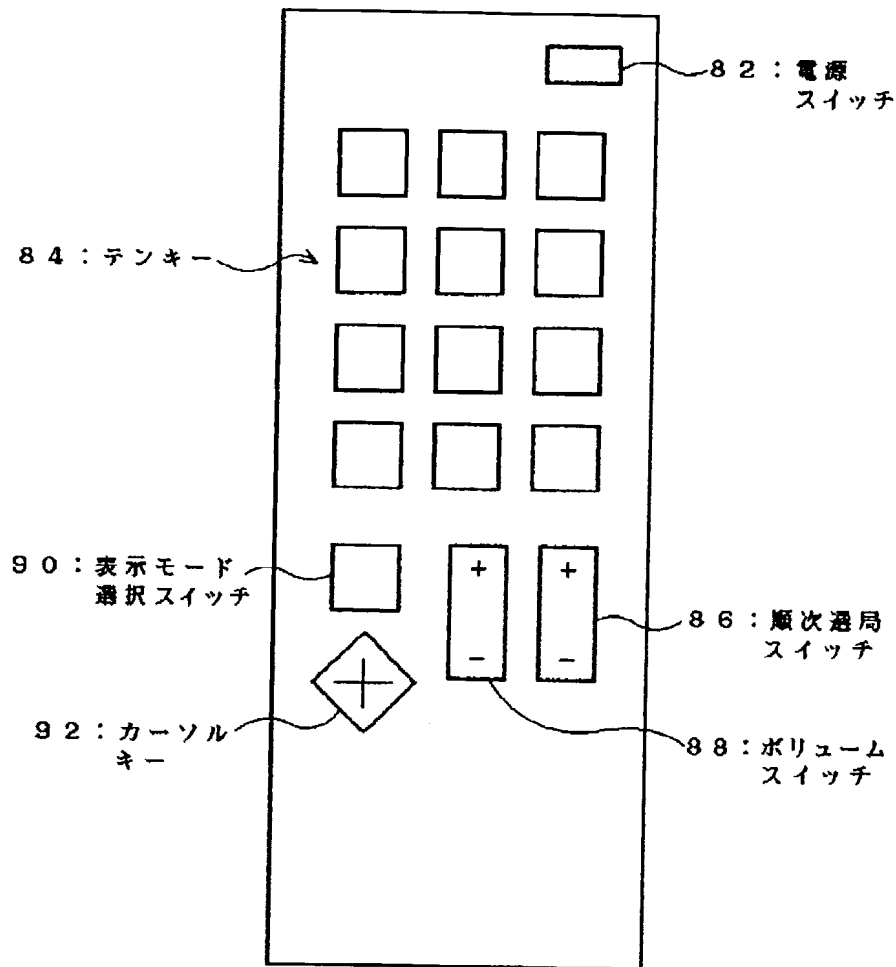 ８２：電源
スイッチ
８４：テンキー
９０：表示モード
選択スイッチ
＋
＋
－
－
８６：順次選局
スイッチ
９２：カーソル
キー
８８：ボリューム
スイッチ